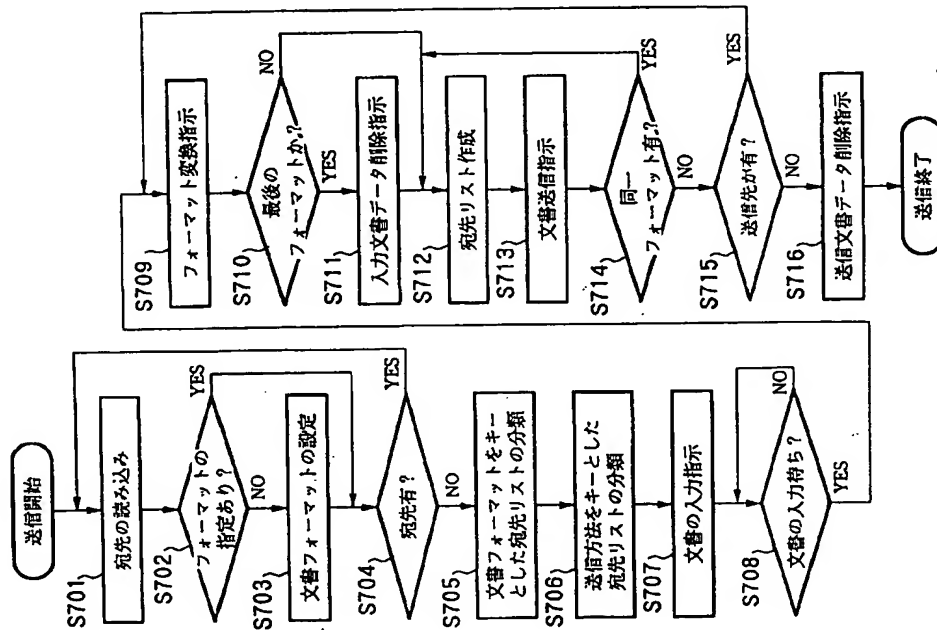 送信開始
S701
宛先の読み込み
S702
フォーマットの
指定あり?
YES
NO
S703
文書フォーマットの設定
S704
宛先有?
YES
NO
S705
文書フォーマットをキー
とした宛先リストの分類
S706
送信方法をキーとした
宛先リストの分類
S707
文書の入力指示
S708
文書の入力待ち?
NO
YES
S709
フォーマット変換指示
S710
最後の
フォーマットか?
NO
YES
S711
入力文書データ削除指示
S712
宛先リスト作成
S713
文書送信指示
S714
同一
フォーマット有?
YES
NO
S715
送信先が有?
YES
NO
S716
送信文書データ削除指示
送信終了